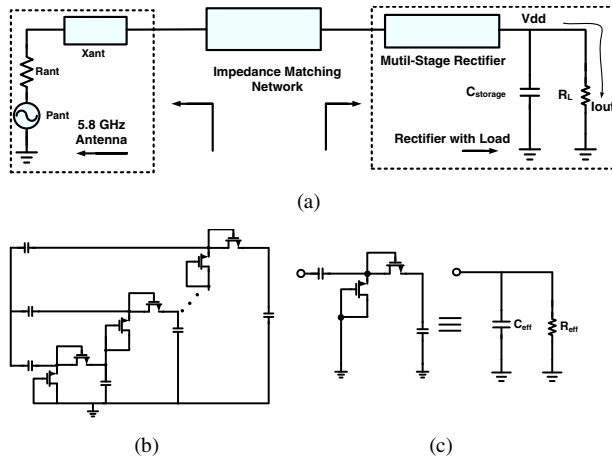 Vdd
Xant
Rant
Impedance Matching
Network
Mutil-Stage Rectifier
Cstorage
RL
Iout
Pant
5.8 GHz
Antenna
Rectifier with Load
(a)
Ceff
Reff
(b)
(c)